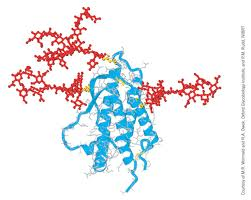 Courtesy of M.R. Wormald and R.A. Dwek, Oxford Glycobiology Institute, and P.M. Rudd, NIBRT